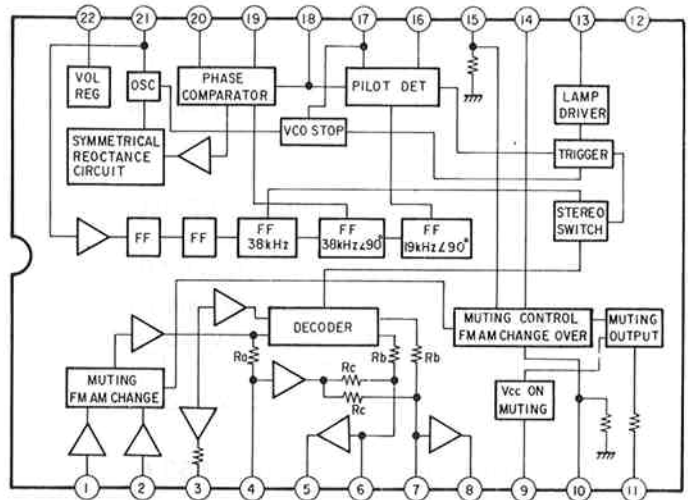 22 21 20 19 18 17 16 15 14 13 12
VOL
REG
OSC
PHASE
COMPARATOR
PILOT DET
LAMP
DRIVER
SYMMETRICAL
REOCTANCE
CIRCUIT
VCO STOP
TRIGGER
FF
FF
FF
38kHz
FF
38kHz∠90°
FF
19kHz∠90°
STEREO
SWITCH
DECODER
MUTING CONTROL
FM AM CHANGE OVER
MUTING
OUTPUT
Ra
Rb
Rb
Rc
Rc
MUTING
FM AM CHANGE
Vcc ON
MUTING
1 2 3 4 5 6 7 8 9 10 11